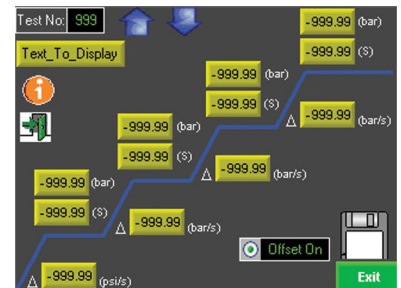 Test No: 999
-999.99 (bar)
-999.99 (S)
Text_To_Display
-999.99 (bar)
-999.99 (S)
Δ -999.99 (bar/s)
-999.99 (bar)
-999.99 (S)
Δ -999.99 (bar/s)
-999.99 (bar)
-999.99 (S)
Δ -999.99 (bar/s)
Offset On
Δ -999.99 (psi/s)
Exit